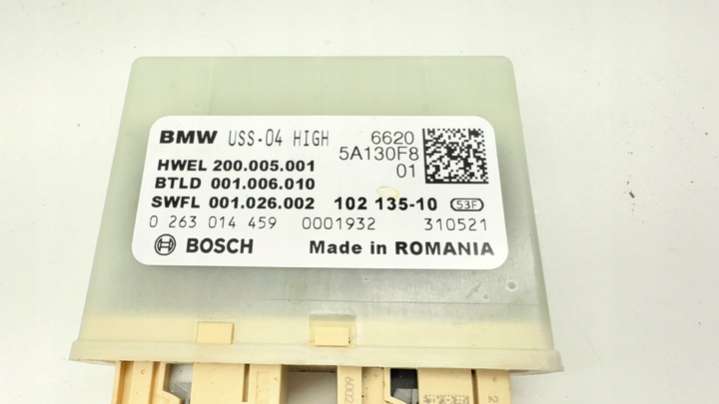 BMW USS-04 HIGH 6620
5A130F8
01
HWEL 200.005.001
BTLD 001.006.010
SWFL 001.026.002 102 135-10 53F
0 263 014 459 0001932 310521
BOSCH Made in ROMANIA